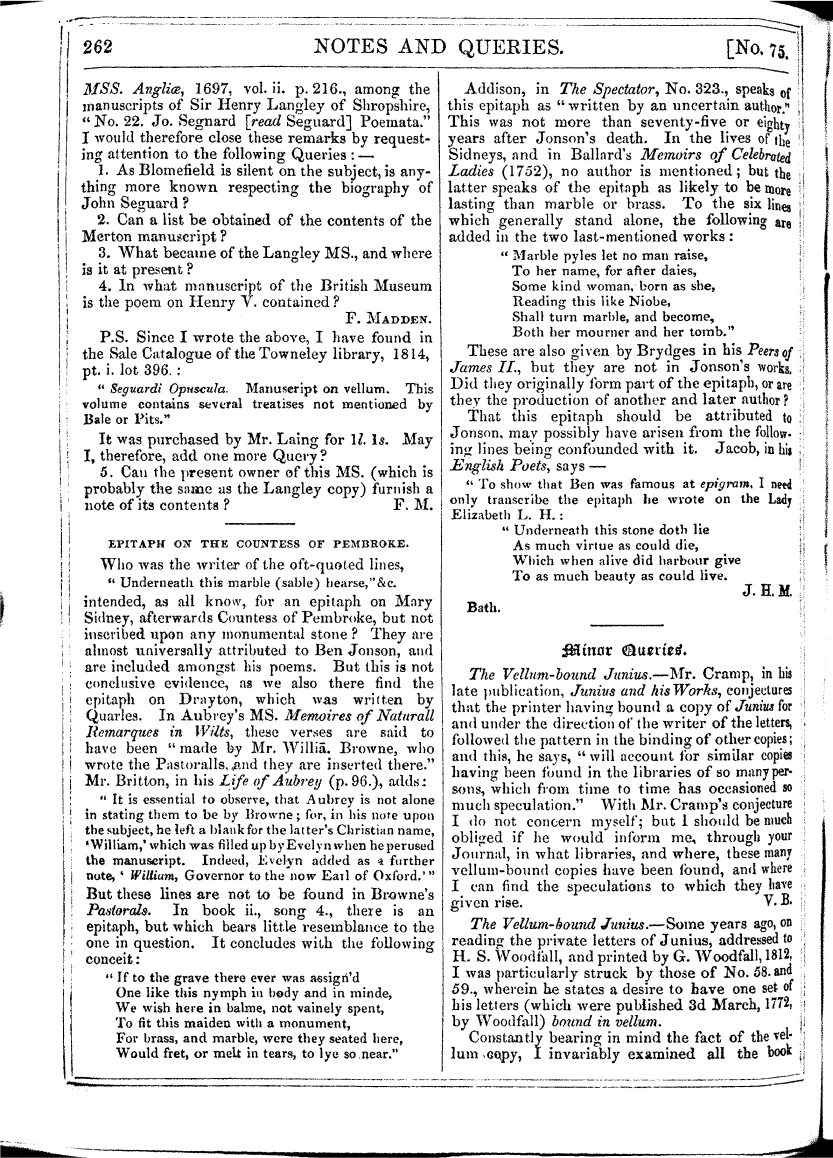 262
NOTES AND QUERIES.
[No. 75.
MSS. Angliæ, 1697, vol. ii. p. 216., among the
manuscripts of Sir Henry Langley of Shropshire,
“No. 22. Jo. Segnard [read Seguard] Poemata.”
I would therefore close these remarks by request-
ing attention to the following Queries:—
1. As Blomefield is silent on the subject, is any-
thing more known respecting the biography of
John Seguard?
2. Can a list be obtained of the contents of the
Merton manuscript?
3. What became of the Langley MS., and where
is it at present?
4. In what manuscript of the British Museum
is the poem on Henry V. contained?
F. MADDEN.
P.S. Since I wrote the above, I have found in
the Sale Catalogue of the Towneley library, 1814,
pt. i. lot 396.:
“Seguardi Opuscula. Manuscript on vellum. This
volume contains several treatises not mentioned by
Bale or Pits.”
It was purchased by Mr. Laing for 1l. 1s. May
I, therefore, add one more Query?
5. Can the present owner of this MS. (which is
probably the same as the Langley copy) furnish a
note of its contents? F. M.
EPITAPH ON THE COUNTESS OF PEMBROKE.
Who was the writer of the oft-quoted lines,
“Underneath this marble (sable) hearse,” &c.
intended, as all know, for an epitaph on Mary
Sidney, afterwards Countess of Pembroke, but not
inscribed upon any monumental stone? They are
almost universally attributed to Ben Jonson, and
are included amongst his poems. But this is not
conclusive evidence, as we also there find the
epitaph on Drayton, which was written by
Quarles. In Aubrey's MS. Memoires of Naturall
Remarques in Wilts, these verses are said to
have been “made by Mr. Williā. Browne, who
wrote the Pastoralls, and they are inserted there.”
Mr. Britton, in his Life of Aubrey (p. 96.), adds:
“It is essential to observe, that Aubrey is not alone
in stating them to be by Browne; for, in his note upon
the subject, he left a blank for the latter's Christian name,
‘William,’ which was filled up by Evelyn when he perused
the manuscript. Indeed, Evelyn added as a further
note, ‘William, Governor to the now Earl of Oxford.’”
But these lines are not to be found in Browne's
Pastorals. In book ii., song 4., there is an
epitaph, but which bears little resemblance to the
one in question. It concludes with the following
conceit:
“If to the grave there ever was assign'd
One like this nymph in body and in minde,
We wish here in balme, not vainely spent,
To fit this maiden with a monument,
For brass, and marble, were they seated here,
Would fret, or melt in tears, to lye so near.”
Addison, in The Spectator, No. 323., speaks of
this epitaph as “written by an uncertain author.”
This was not more than seventy-five or eighty
years after Jonson's death. In the lives of the
Sidneys, and in Ballard's Memoirs of Celebrated
Ladies (1752), no author is mentioned; but the
latter speaks of the epitaph as likely to be more
lasting than marble or brass. To the six lines
which generally stand alone, the following are
added in the two last-mentioned works:
“Marble pyles let no man raise,
To her name, for after daies,
Some kind woman, born as she,
Reading this like Niobe,
Shall turn marble, and become,
Both her mourner and her tomb.”
These are also given by Brydges in his Peers of
James II., but they are not in Jonson's works.
Did they originally form part of the epitaph, or are
they the production of another and later author?
That this epitaph should be attributed to
Jonson, may possibly have arisen from the follow-
ing lines being confounded with it. Jacob, in his
English Poets, says—
“To show that Ben was famous at epigram, I need
only transcribe the epitaph he wrote on the Lady
Elizabeth L. H.:
“Underneath this stone doth lie
As much virtue as could die,
Which when alive did harbour give
To as much beauty as could live.
J. H. M.
Bath.
Minor Queries.
The Vellum-bound Junius.—Mr. Cramp, in his
late publication, Junius and his Works, conjectures
that the printer having bound a copy of Junius for
and under the direction of the writer of the letters,
followed the pattern in the binding of other copies;
and this, he says, “will account for similar copies
having been found in the libraries of so many per-
sons, which from time to time has occasioned so
much speculation.” With Mr. Cramp's conjecture
I do not concern myself; but I should be much
obliged if he would inform me, through your
Journal, in what libraries, and where, these many
vellum-bound copies have been found, and where
I can find the speculations to which they have
given rise. V. B.
The Vellum-bound Junius.—Some years ago, on
reading the private letters of Junius, addressed to
H. S. Woodfall, and printed by G. Woodfall, 1812,
I was particularly struck by those of No. 58. and
59., wherein he states a desire to have one set of
his letters (which were published 3d March, 1772,
by Woodfall) bound in vellum.
Constantly bearing in mind the fact of the vel-
lum copy, I invariably examined all the book